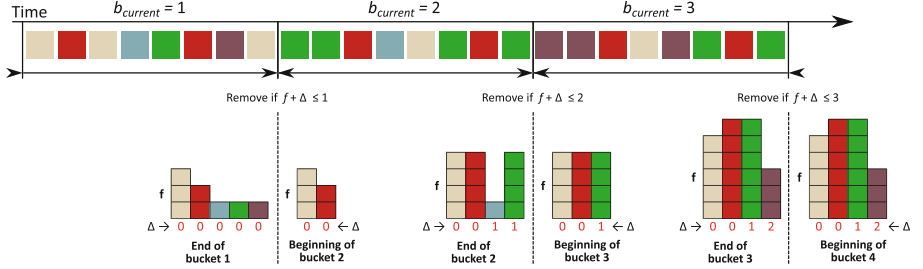 Time
b_current = 1
b_current = 2
b_current = 3
Remove if f + Δ ≤ 1
Remove if f + Δ ≤ 2
Remove if f + Δ ≤ 3
f
f
f
f
f
f
Δ → 0 0 0 0 0
0 0 ← Δ
Δ → 0 0 1 1
0 0 1 ← Δ
Δ → 0 0 1 2
0 0 1 2 ← Δ
End of
bucket 1
Beginning of
bucket 2
End of
bucket 2
Beginning of
bucket 3
End of
bucket 3
Beginning of
bucket 4